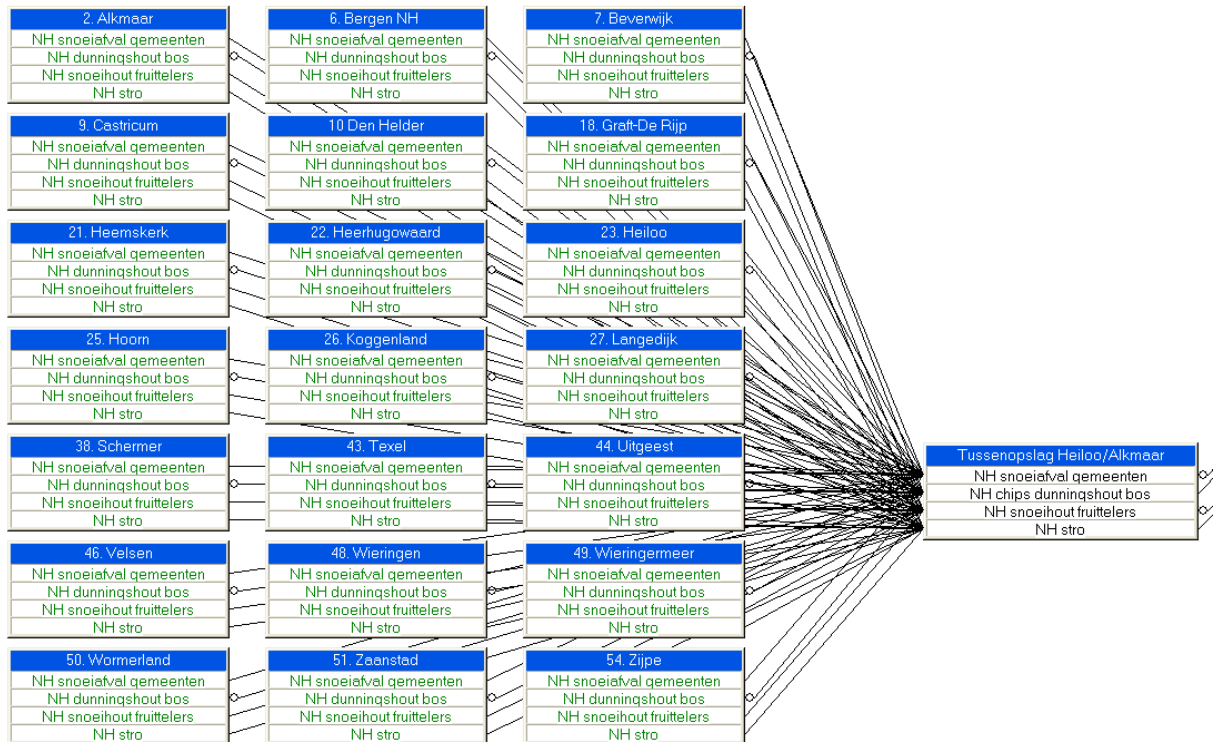 2. Alkmaar
NH snoeiafval gemeenten
NH dunningshout bos
NH snoeihout fruittelers
NH stro
6. Bergen NH
NH snoeiafval gemeenten
NH dunningshout bos
NH snoeihout fruittelers
NH stro
7. Beverwijk
NH snoeiafval gemeenten
NH dunningshout bos
NH snoeihout fruittelers
NH stro
9. Castricum
NH snoeiafval gemeenten
NH dunningshout bos
NH snoeihout fruittelers
NH stro
10 Den Helder
NH snoeiafval gemeenten
NH dunningshout bos
NH snoeihout fruittelers
NH stro
18. Graft-De Rijp
NH snoeiafval gemeenten
NH dunningshout bos
NH snoeihout fruittelers
NH stro
21. Heemskerk
NH snoeiafval gemeenten
NH dunningshout bos
NH snoeihout fruittelers
NH stro
22. Heerhugowaard
NH snoeiafval gemeenten
NH dunningshout bos
NH snoeihout fruittelers
NH stro
23. Heiloo
NH snoeiafval gemeenten
NH dunningshout bos
NH snoeihout fruittelers
NH stro
25. Hoorn
NH snoeiafval gemeenten
NH dunningshout bos
NH snoeihout fruittelers
NH stro
26. Koggenland
NH snoeiafval gemeenten
NH dunningshout bos
NH snoeihout fruittelers
NH stro
27. Langedijk
NH snoeiafval gemeenten
NH dunningshout bos
NH snoeihout fruittelers
NH stro
38. Schermer
NH snoeiafval gemeenten
NH dunningshout bos
NH snoeihout fruittelers
NH stro
43. Texel
NH snoeiafval gemeenten
NH dunningshout bos
NH snoeihout fruittelers
NH stro
44. Uitgeest
NH snoeiafval gemeenten
NH dunningshout bos
NH snoeihout fruittelers
NH stro
Tussenopslag Heiloo/Alkmaar
NH snoeiafval gemeenten
NH chips dunningshout bos
NH snoeihout fruittelers
NH stro
46. Velsen
NH snoeiafval gemeenten
NH dunningshout bos
NH snoeihout fruittelers
NH stro
48. Wieringen
NH snoeiafval gemeenten
NH dunningshout bos
NH snoeihout fruittelers
NH stro
49. Wieringermeer
NH snoeiafval gemeenten
NH dunningshout bos
NH snoeihout fruittelers
NH stro
50. Wormerland
NH snoeiafval gemeenten
NH dunningshout bos
NH snoeihout fruittelers
NH stro
51. Zaanstad
NH snoeiafval gemeenten
NH dunningshout bos
NH snoeihout fruittelers
NH stro
54. Zijpe
NH snoeiafval gemeenten
NH dunningshout bos
NH snoeihout fruittelers
NH stro